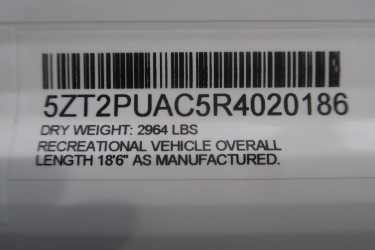 5ZT2PUAC5R4020186
DRY WEIGHT: 2964 LBS
RECREATIONAL VEHICLE OVERALL
LENGTH 18'6" AS MANUFACTURED.